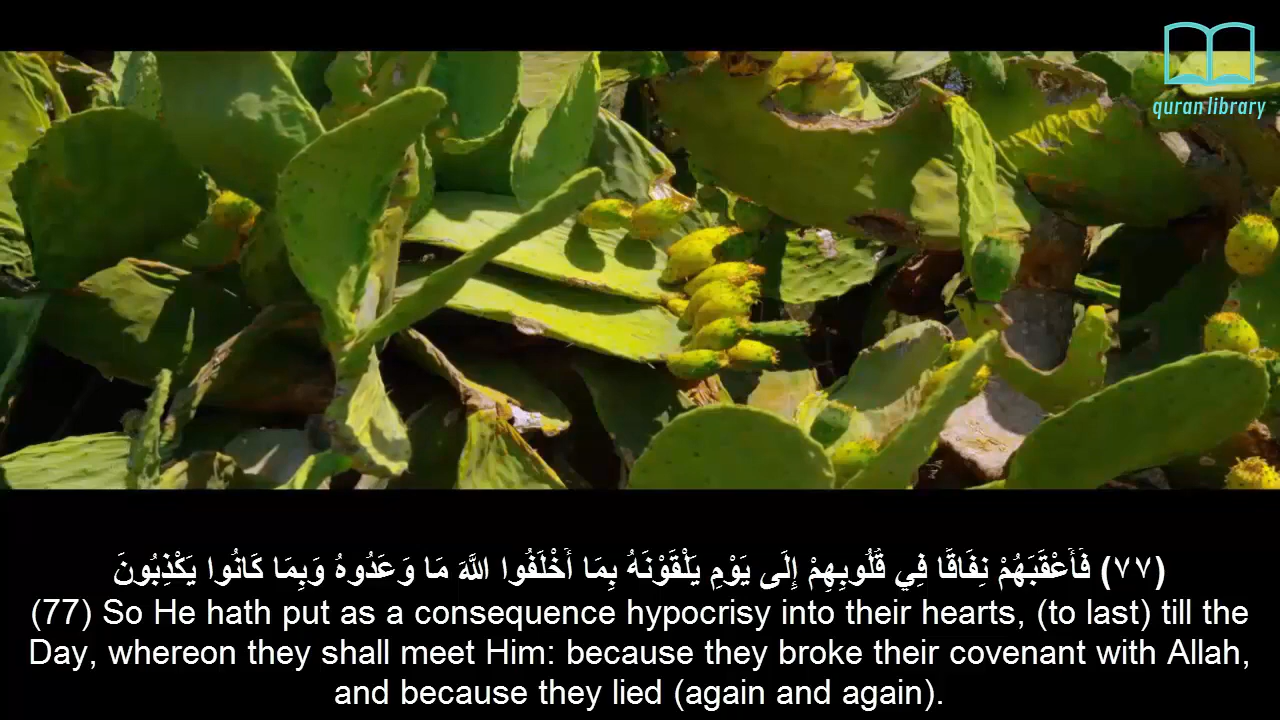 quran library
(٧٧) فَأَعْقَبَهُمْ نِفَاقًا فِي قُلُوبِهِمْ إِلَى يَوْمِ يَلْقَوْنَهُ بِمَا أَخْلَفُوا اللَّهَ مَا وَعَدُوهُ وَبِمَا كَانُوا يَكْذِبُونَ
(77) So He hath put as a consequence hypocrisy into their hearts, (to last) till the
Day, whereon they shall meet Him: because they broke their covenant with Allah,
and because they lied (again and again).